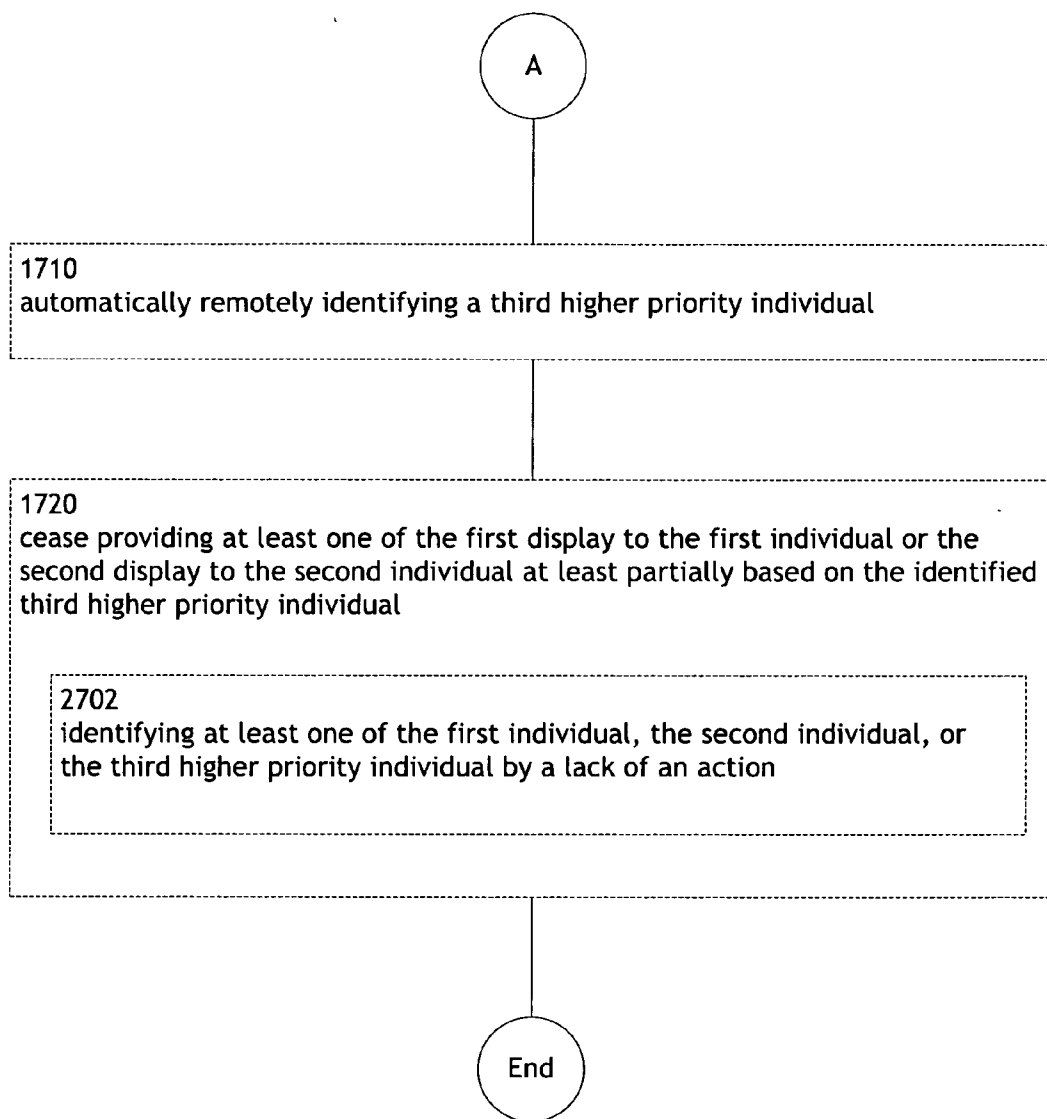 A
1710
automatically remotely identifying a third higher priority individual
1720
cease providing at least one of the first display to the first individual or the
second display to the second individual at least partially based on the identified
third higher priority individual
2702
identifying at least one of the first individual, the second individual, or
the third higher priority individual by a lack of an action
End